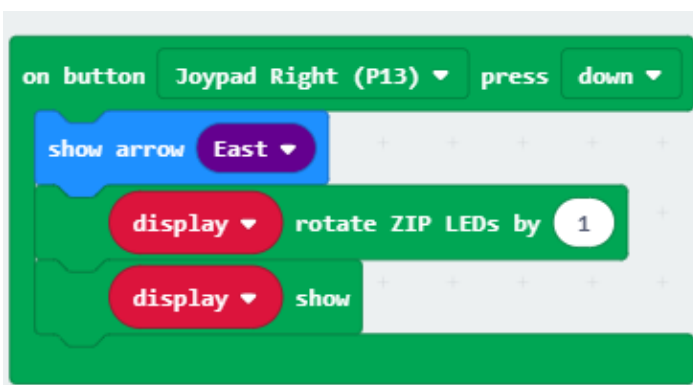 on button Joypad Right (P13) press down
show arrow East
display rotate ZIP LEDs by 1
display show